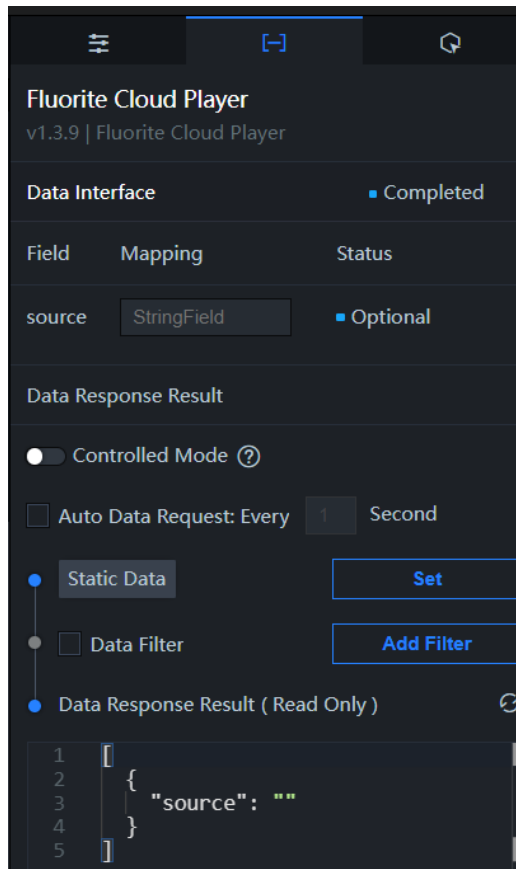 Fluorite Cloud Player
v1.3.9 | Fluorite Cloud Player
Data Interface Completed
Field Mapping Status
source StringField Optional
Data Response Result
Controlled Mode ?
Auto Data Request: Every 1 Second
Static Data Set
Data Filter Add Filter
Data Response Result ( Read Only )
1 [
2 {
3 "source": ""
4 }
5 ]